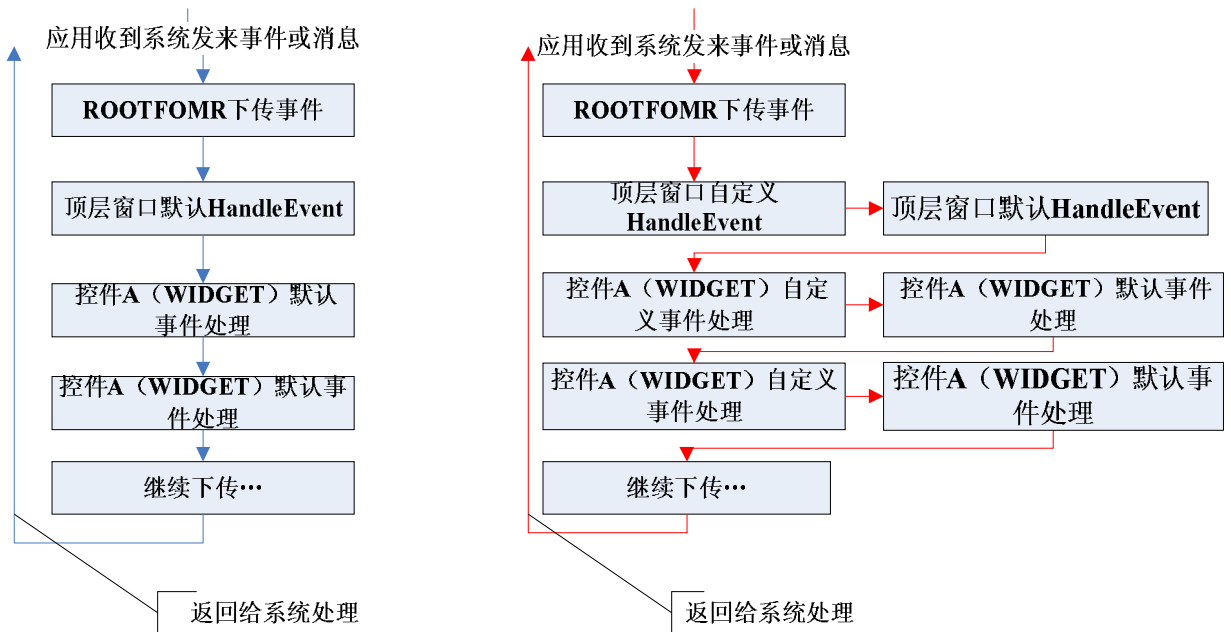 应用收到系统发来事件或消息
ROOTFOMR下传事件
顶层窗口默认HandleEvent
控件A（WIDGET）默认
事件处理
控件A（WIDGET）默认事
件处理
继续下传…
返回给系统处理
应用收到系统发来事件或消息
ROOTFOMR下传事件
顶层窗口自定义
HandleEvent
顶层窗口默认HandleEvent
控件A（WIDGET）自定
义事件处理
控件A（WIDGET）默认事件
处理
控件A（WIDGET）自定义
事件处理
控件A（WIDGET）默认事
件处理
继续下传…
返回给系统处理